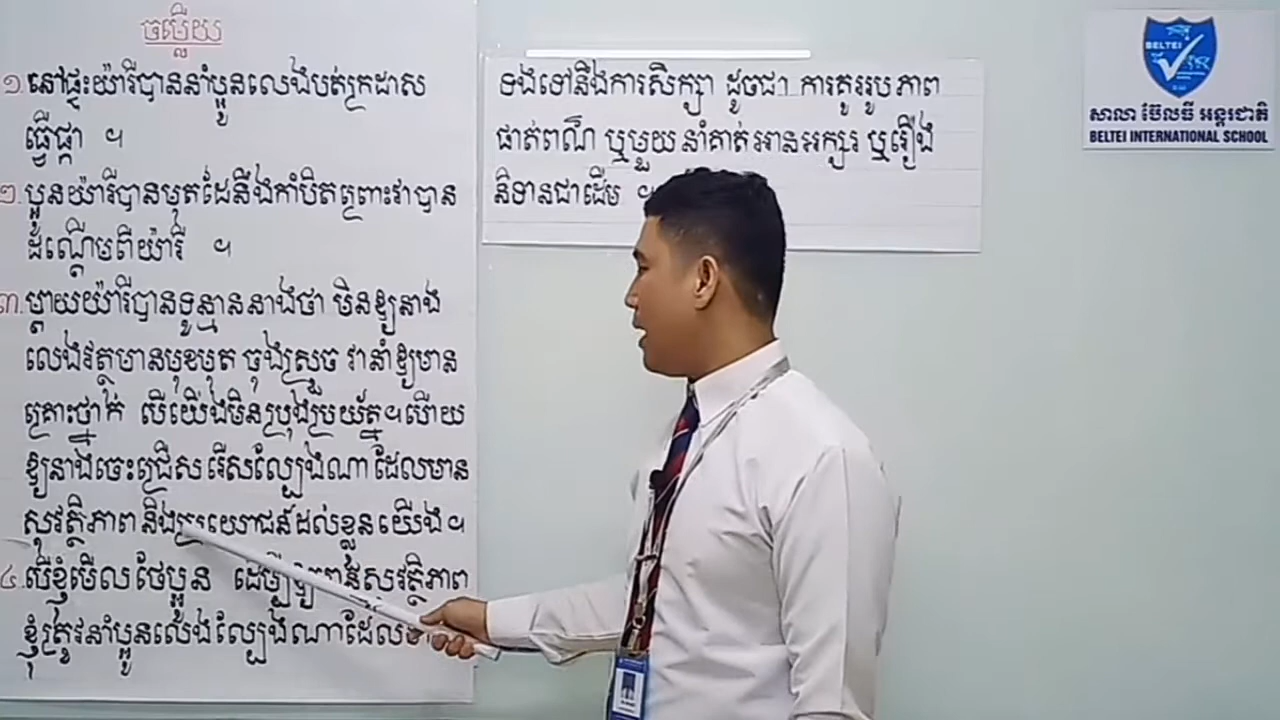 ចម្លើយ
១.នៅផ្ទះយ៉ារីបាននាំប្អូនលេងបត់ក្រដាស
ធ្វើផ្កា ។
២.ប្អូនយ៉ារីបានមុតដៃនឹងកាំបិតព្រោះវាបាន
ដណ្តើមពីយ៉ារី ។
៣.ម្តាយយ៉ារីបានទូន្មាននាងថា មិនឱ្យនាង
លេងវត្ថុមានមុខមុត ចុងស្រួច វានាំឱ្យមាន
គ្រោះថ្នាក់ បើយើងមិនប្រុងប្រយ័ត្ន។ហើយ
ឱ្យនាងចេះជ្រើសរើសល្បែងណាដែលមាន
សុវត្ថិភាព និងប្រយោជន៍ដល់ខ្លួនយើង។
៤.បើខ្ញុំមើលថែប្អូន ដើម្បីឱ្យមានសុវត្ថិភាព
ខ្ញុំត្រូវនាំប្អូនលេងល្បែងណាដែល
ទងទៅនឹងការសិក្សា ដូចជា ការគូររូបភាព
ផាត់ពណ៌ ឬមួយ នាំគាត់អានអក្សរ ឬរឿង
និទានជាដើម ។
BELTEI
សាលា ប៊ែលធី អន្តរជាតិ
BELTEI INTERNATIONAL SCHOOL